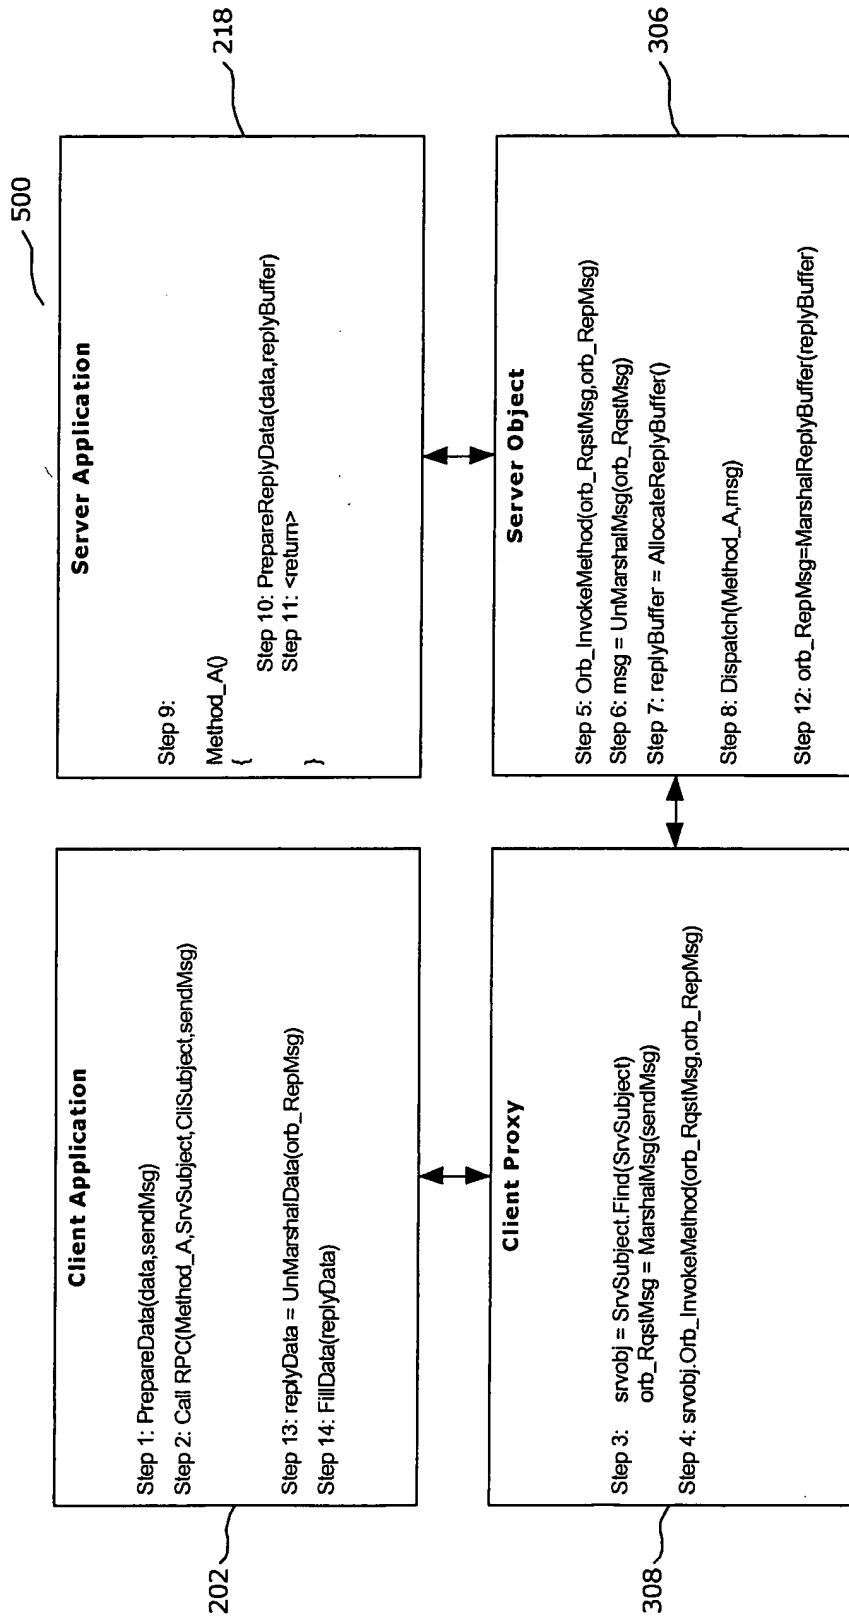 500
Client Application
Step 1: PrepareData(data,sendMsg)
Step 2: Call RPC(Method_A,SrvSubject,CliSubject,sendMsg)
Step 13: replyData = UnMarshalData(orb_RepMsg)
Step 14: FillData(replyData)
202
Server Application
Step 9:
Method_A()
{
Step 10: PrepareReplyData(data,replyBuffer)
Step 11: <return>
}
218
Client Proxy
Step 3: srvobj = SrvSubject.Find(SrvSubject)
orb_RqstMsg = MarshalMsg(sendMsg)
Step 4: srvobj.Orb_InvokeMethod(orb_RqstMsg,orb_RepMsg)
308
Server Object
Step 5: Orb_InvokeMethod(orb_RqstMsg,orb_RepMsg)
Step 6: msg = UnMarshalMsg(orb_RqstMsg)
Step 7: replyBuffer = AllocateReplyBuffer()
Step 8: Dispatch(Method_A,msg)
Step 12: orb_RepMsg=MarshalReplyBuffer(replyBuffer)
306